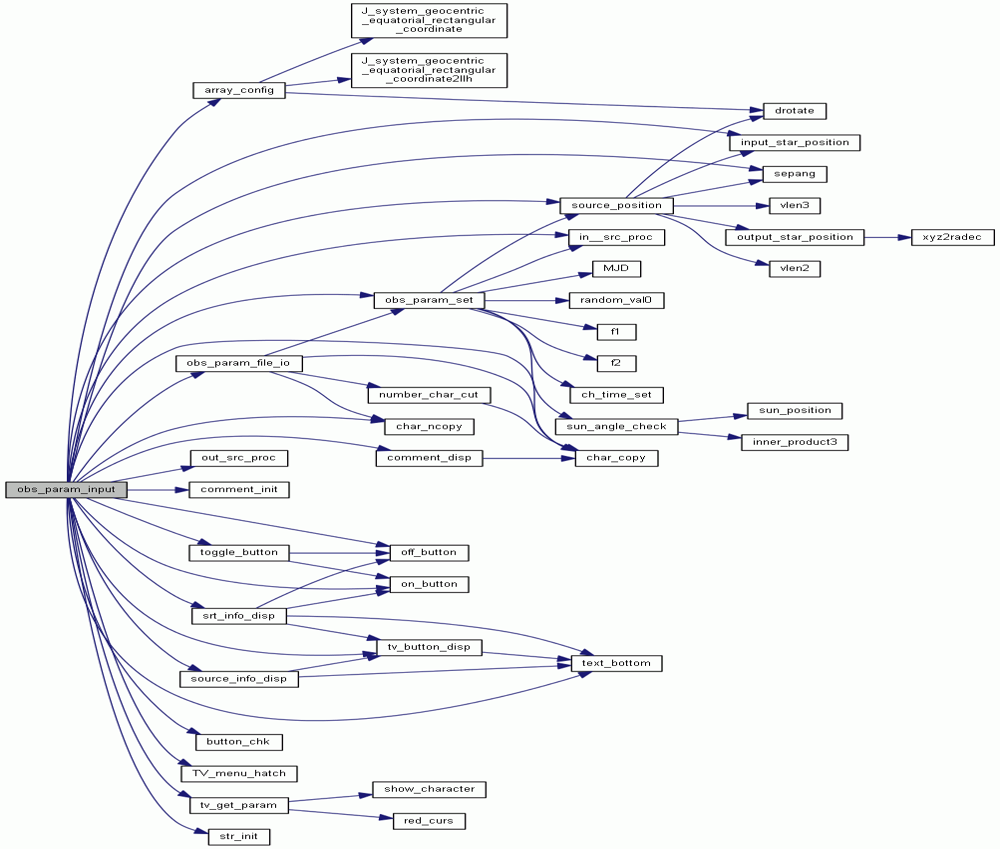 J_system_geocentric
_equatorial_rectangular
_coordinate
J_system_geocentric
_equatorial_rectangular
_coordinate2llh
array_config
drotate
input_star_position
sepang
source_position
vlen3
output_star_position
xyz2radec
in__src_proc
vlen2
MJD
obs_param_set
random_val0
f1
obs_param_file_io
f2
number_char_cut
ch_time_set
sun_position
char_ncopy
sun_angle_check
inner_product3
out_src_proc
comment_disp
char_copy
obs_param_input
comment_init
toggle_button
off_button
on_button
srt_info_disp
tv_button_disp
text_bottom
source_info_disp
button_chk
TV_menu_hatch
show_character
tv_get_param
red_curs
str_init